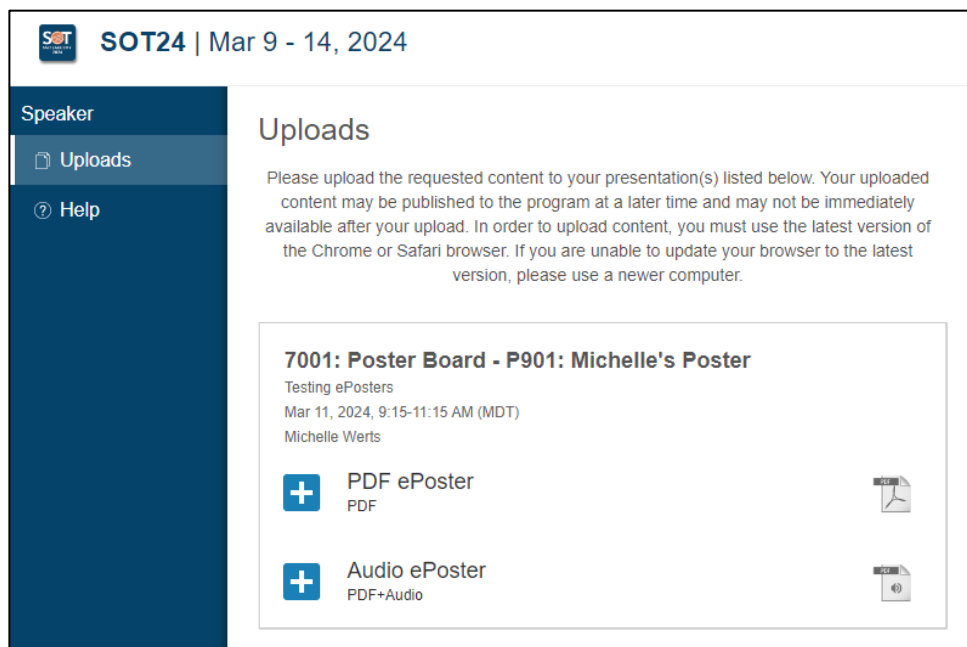 SOT
2024
SOT24 | Mar 9 - 14, 2024
Speaker
Uploads
Help
Uploads
Please upload the requested content to your presentation(s) listed below. Your uploaded
content may be published to the program at a later time and may not be immediately
available after your upload. In order to upload content, you must use the latest version of
the Chrome or Safari browser. If you are unable to update your browser to the latest
version, please use a newer computer.
7001: Poster Board - P901: Michelle's Poster
Testing ePosters
Mar 11, 2024, 9:15-11:15 AM (MDT)
Michelle Werts
PDF ePoster
PDF
PDF
Audio ePoster
PDF+Audio
PDF